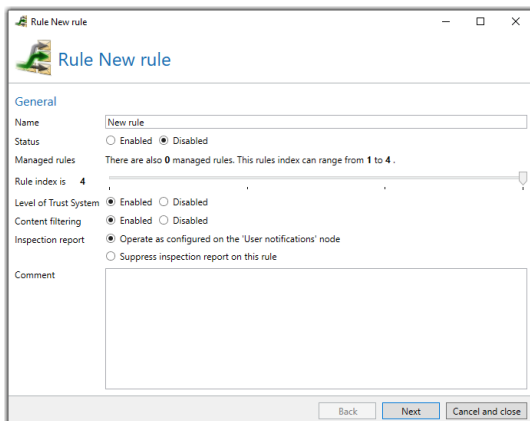 Rule New rule
Rule New rule
General
Name New rule
Status Enabled Disabled
Managed rules There are also 0 managed rules. This rules index can range from 1 to 4 .
Rule index is 4
Level of Trust System Enabled Disabled
Content filtering Enabled Disabled
Inspection report Operate as configured on the 'User notifications' node
Suppress inspection report on this rule
Comment
Back Next Cancel and close